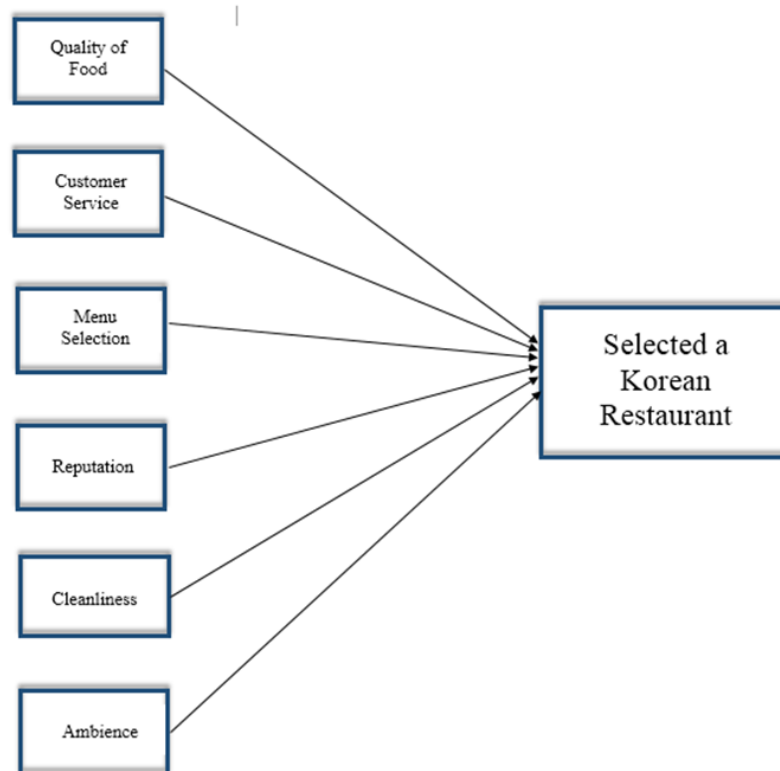 Quality of
Food
Customer
Service
Menu
Selection
Reputation
Cleanliness
Ambience
Selected a
Korean
Restaurant